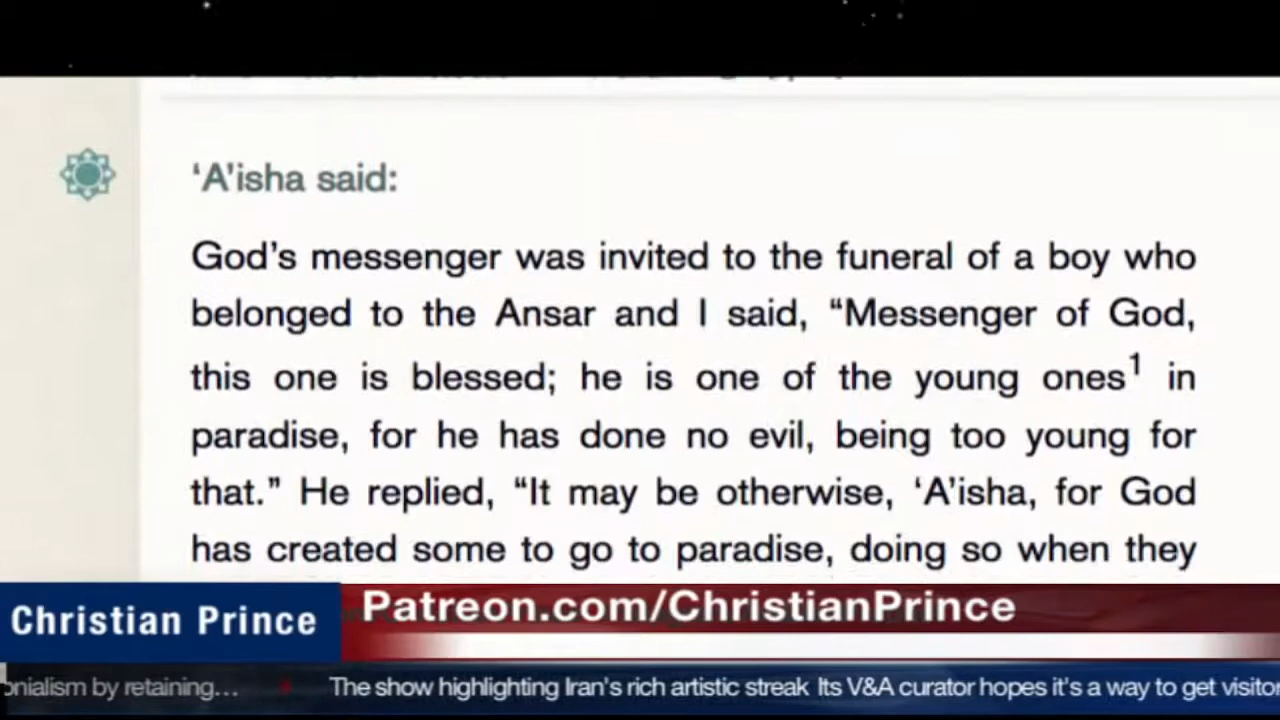 ‘A’isha said:
God’s messenger was invited to the funeral of a boy who
belonged to the Ansar and I said, “Messenger of God,
this one is blessed; he is one of the young ones¹ in
paradise, for he has done no evil, being too young for
that.” He replied, “It may be otherwise, ‘A’isha, for God
has created some to go to paradise, doing so when they
Christian Prince
Patreon.com/ChristianPrince
onialism by retaining... The show highlighting Iran’s rich artistic streak Its V&A curator hopes it’s a way to get visitor